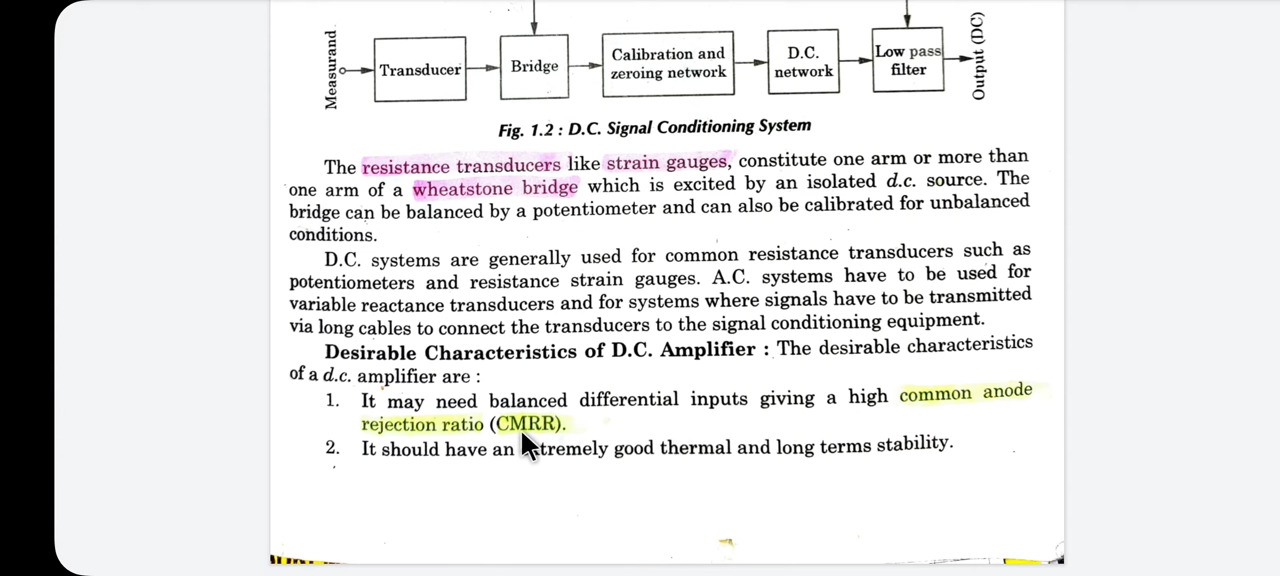 Measurand
Transducer
Bridge
Calibration and
zeroing network
D.C.
network
Low pass
filter
Output (DC)
Fig. 1.2 : D.C. Signal Conditioning System
The resistance transducers like strain gauges, constitute one arm or more than
one arm of a wheatstone bridge which is excited by an isolated d.c. source. The
bridge can be balanced by a potentiometer and can also be calibrated for unbalanced
conditions.
D.C. systems are generally used for common resistance transducers such as
potentiometers and resistance strain gauges. A.C. systems have to be used for
variable reactance transducers and for systems where signals have to be transmitted
via long cables to connect the transducers to the signal conditioning equipment.
Desirable Characteristics of D.C. Amplifier : The desirable characteristics
of a d.c. amplifier are :
1. It may need balanced differential inputs giving a high common anode
rejection ratio (CMRR).
2. It should have an extremely good thermal and long terms stability.